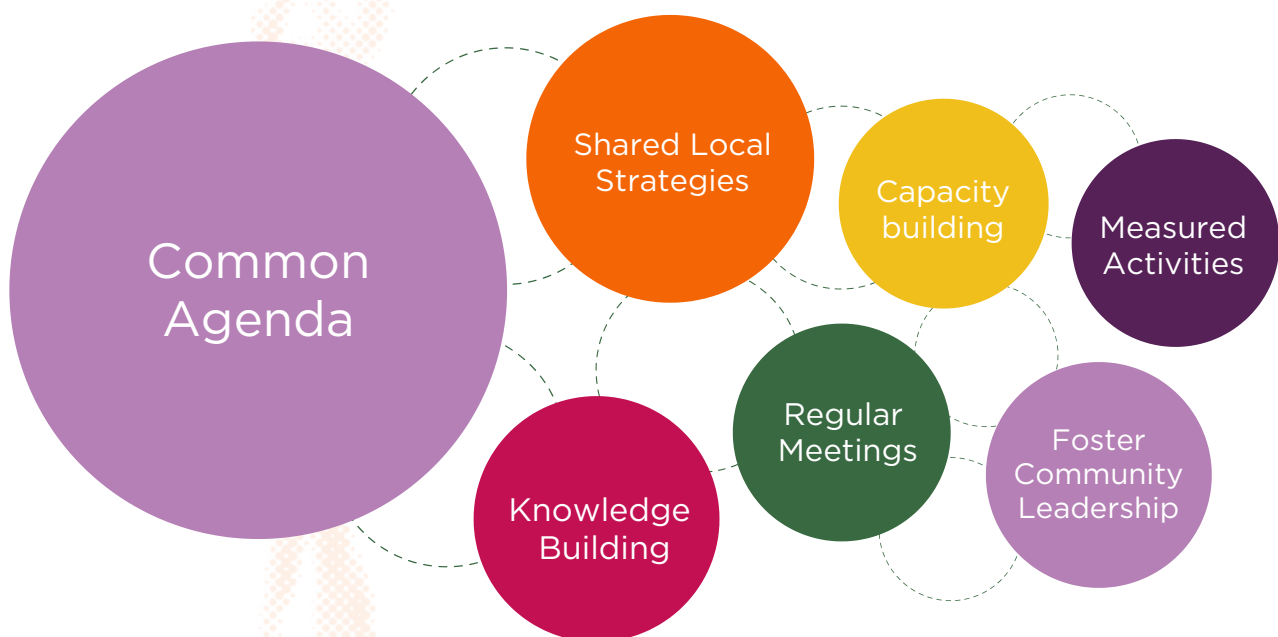 Common
Agenda
Shared Local
Strategies
Capacity
building
Measured
Activities
Knowledge
Building
Regular
Meetings
Foster
Community
Leadership